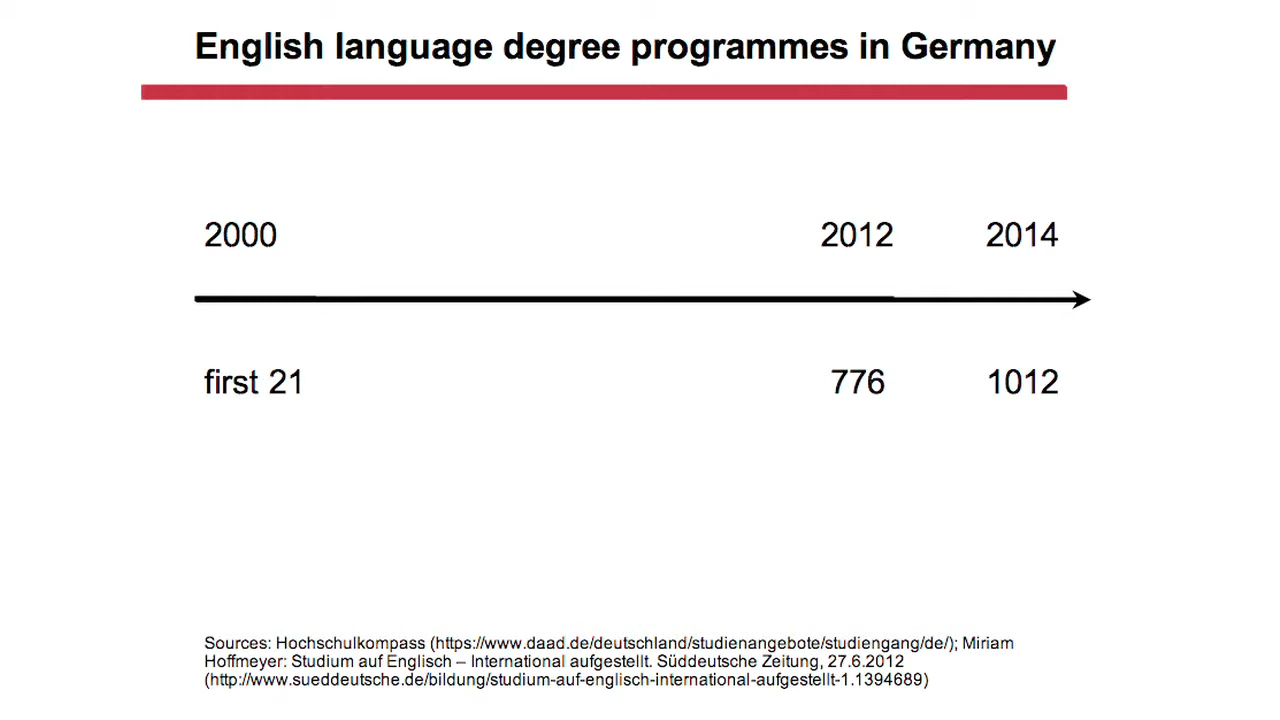 English language degree programmes in Germany
2000 2012 2014
first 21 776 1012
Sources: Hochschulkompass (https://www.daad.de/deutschland/studienangebote/studiengang/de/); Miriam
Hoffmeyer: Studium auf Englisch – International aufgestellt. Süddeutsche Zeitung, 27.6.2012
(http://www.sueddeutsche.de/bildung/studium-auf-englisch-international-aufgestellt-1.1394689)